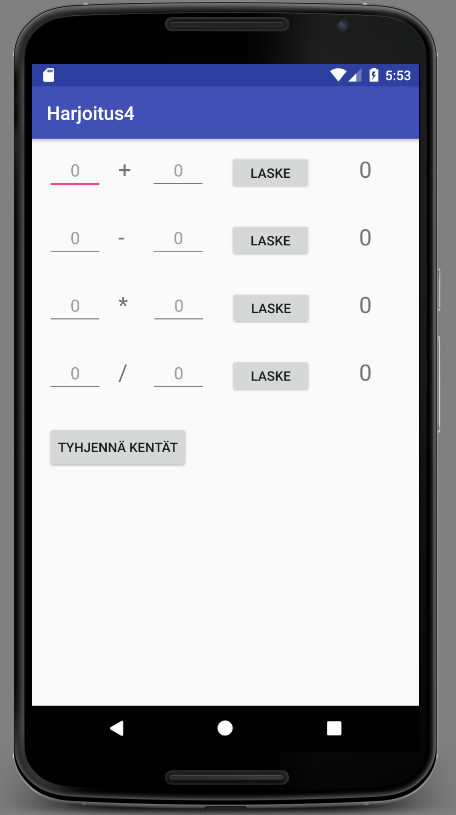 5:53
Harjoitus4
0 + 0 LASKE 0
0 - 0 LASKE 0
0 * 0 LASKE 0
0 / 0 LASKE 0
TYHJENNÄ KENTÄT